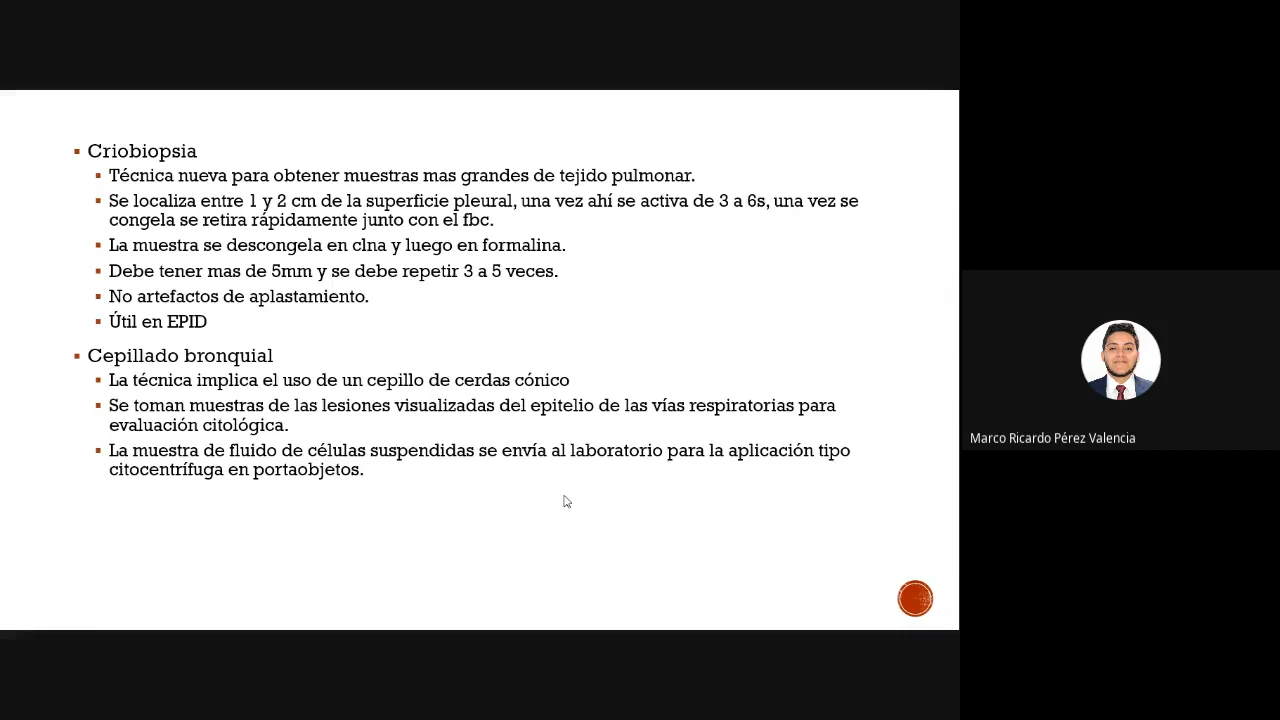 Criobiopsia
Técnica nueva para obtener muestras mas grandes de tejido pulmonar.
Se localiza entre 1 y 2 cm de la superficie pleural, una vez ahí se activa de 3 a 6s, una vez se
congela se retira rápidamente junto con el fbc.
La muestra se descongela en clna y luego en formalina.
Debe tener mas de 5mm y se debe repetir 3 a 5 veces.
No artefactos de aplastamiento.
Útil en EPID
Cepillado bronquial
La técnica implica el uso de un cepillo de cerdas cónico
Se toman muestras de las lesiones visualizadas del epitelio de las vías respiratorias para
evaluación citológica.
La muestra de fluido de células suspendidas se envía al laboratorio para la aplicación tipo
citocentrífuga en portaobjetos.
Marco Ricardo Pérez Valencia